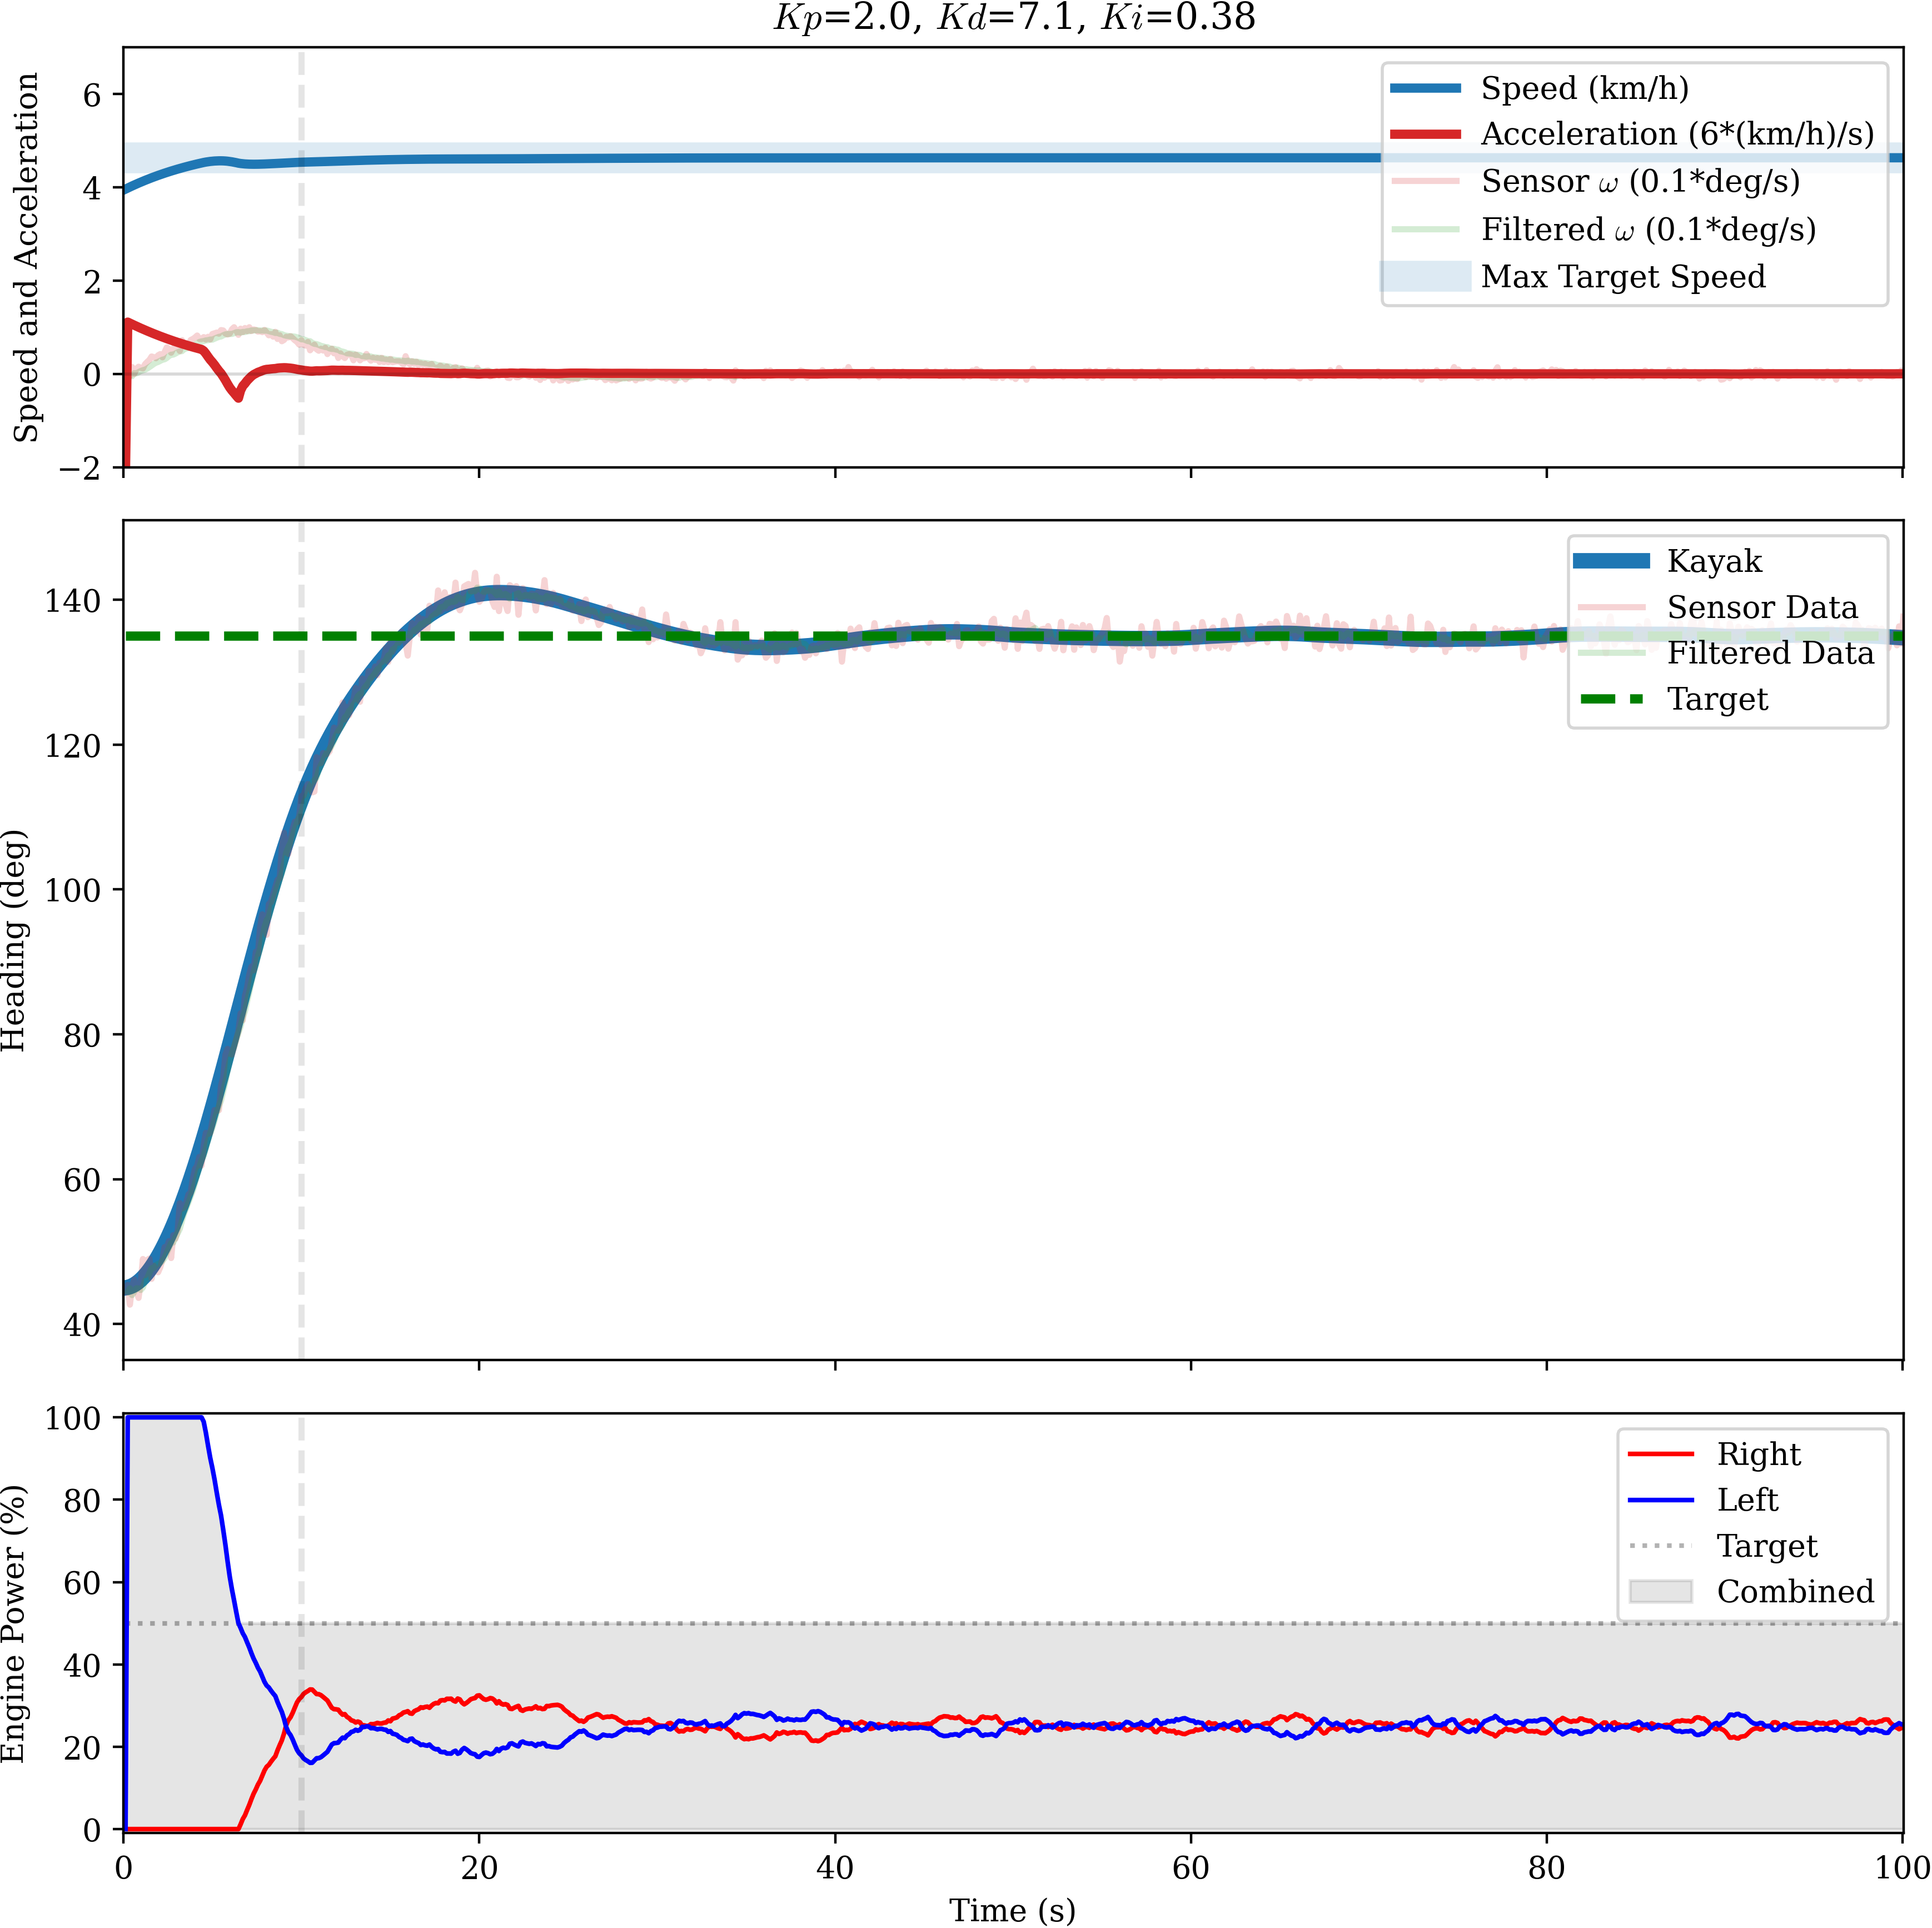 Kp=2.0, Kd=7.1, Ki=0.38
Speed and Acceleration
6
4
2
0
−2
Speed (km/h)
Acceleration (6*(km/h)/s)
Sensor ω (0.1*deg/s)
Filtered ω (0.1*deg/s)
Max Target Speed
Heading (deg)
140
120
100
80
60
40
Kayak
Sensor Data
Filtered Data
Target
Engine Power (%)
100
80
60
40
20
0
Right
Left
Target
Combined
0 20 40 60 80 100
Time (s)